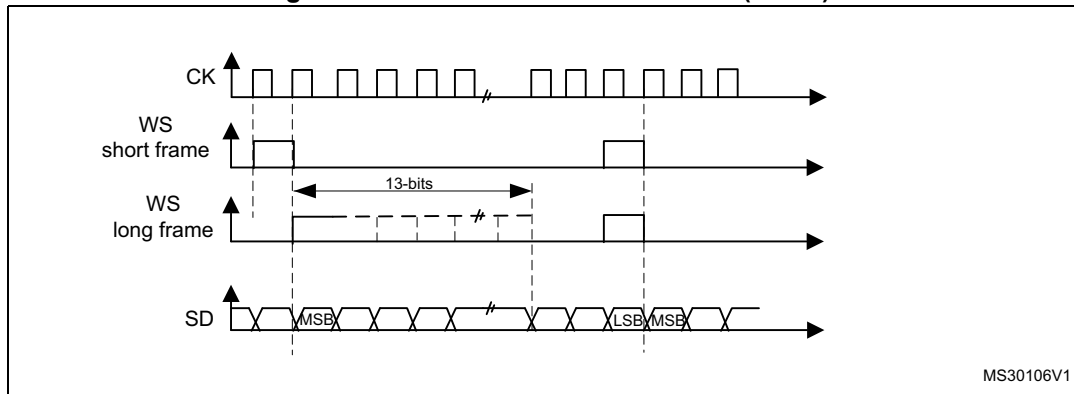 CK
WS
short frame
13-bits
WS
long frame
SD
MSB
LSB
MSB
MS30106V1